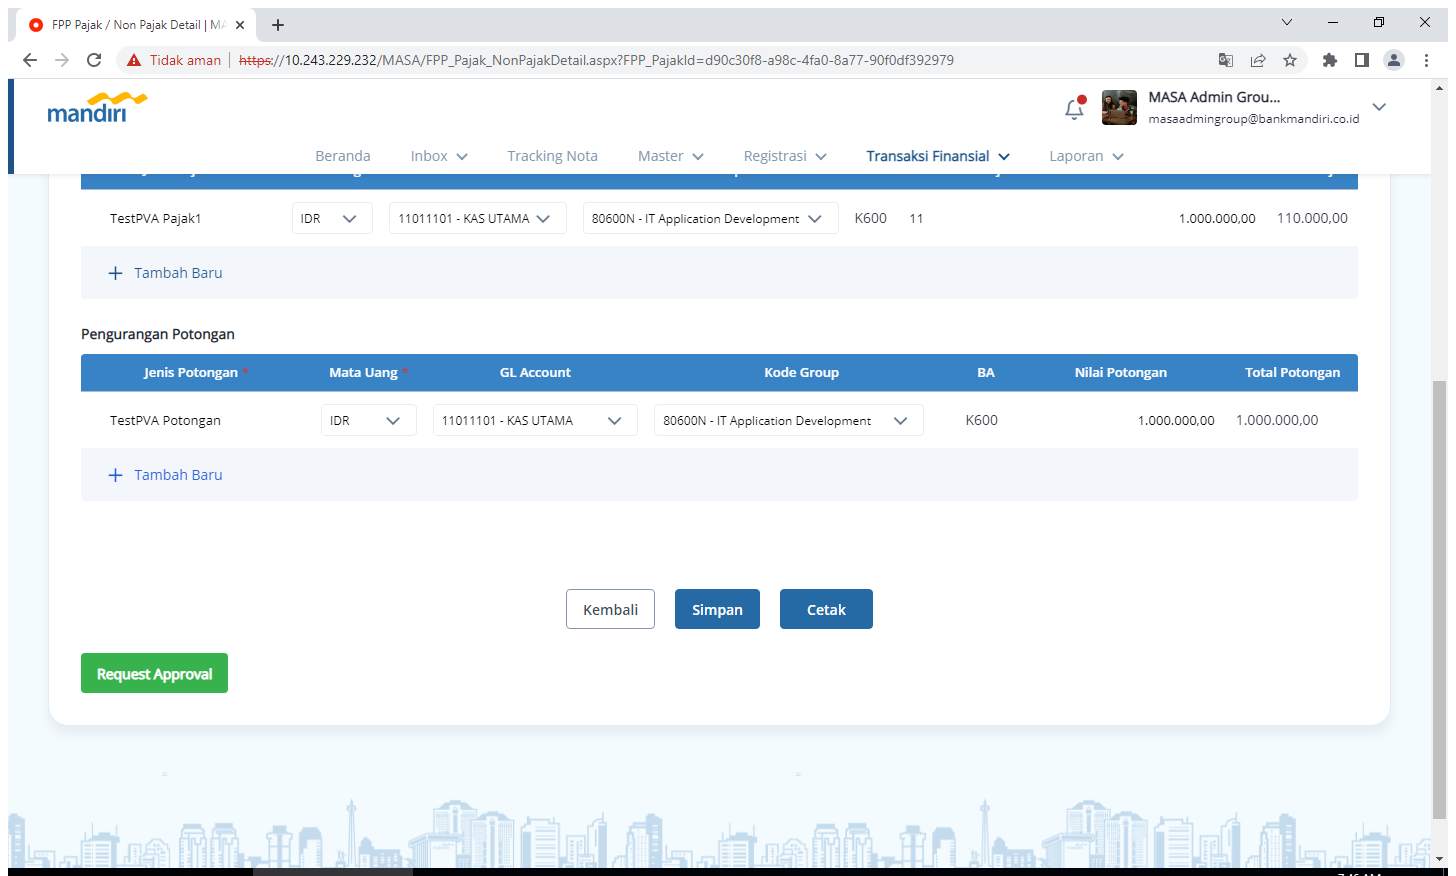 FPP Pajak / Non Pajak Detail | MA
Tidak aman
https://10.243.229.232/MASA/FPP_Pajak_NonPajakDetail.aspx?FPP_PajakId=d90c30f8-a98c-4fa0-8a77-90f0df392979
mandiri
MASA Admin Grou...
masaadmingroup@bankmandiri.co.id
Beranda Inbox Tracking Nota Master Registrasi Transaksi Finansial Laporan
TestPVA Pajak1 IDR 11011101 - KAS UTAMA 80600N - IT Application Development K600 11 1.000.000,00 110.000,00
+ Tambah Baru
Pengurangan Potongan
Jenis Potongan * Mata Uang * GL Account Kode Group BA Nilai Potongan Total Potongan
TestPVA Potongan IDR 11011101 - KAS UTAMA 80600N - IT Application Development K600 1.000.000,00 1.000.000,00
+ Tambah Baru
Kembali Simpan Cetak
Request Approval